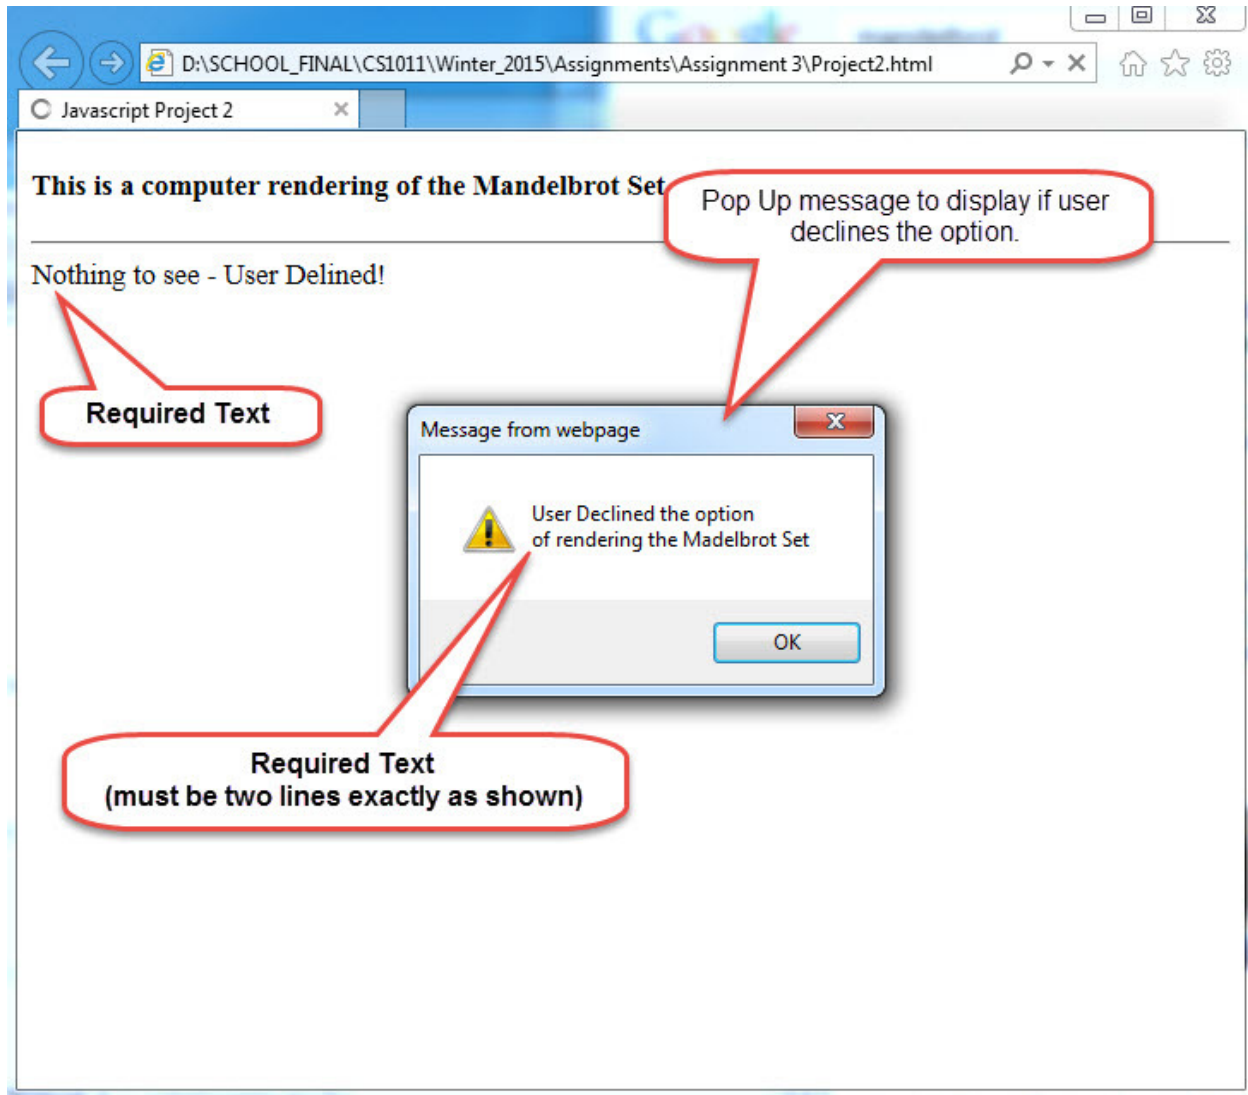 D:\SCHOOL_FINAL\CS1011\Winter_2015\Assignments\Assignment 3\Project2.html
Javascript Project 2
This is a computer rendering of the Mandelbrot Set
Pop Up message to display if user
declines the option.
Nothing to see - User Delined!
Required Text
Message from webpage
User Declined the option
of rendering the Madelbrot Set
OK
Required Text
(must be two lines exactly as shown)